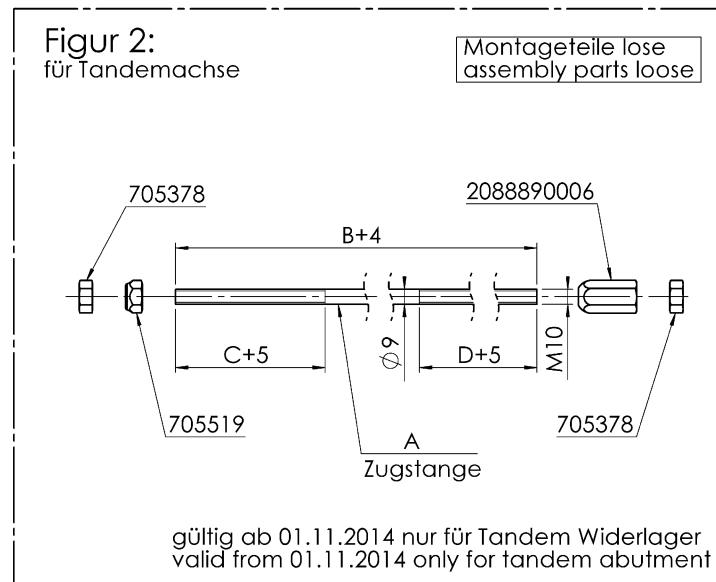 Figur 2:
für Tandemachse
Montageteile lose
assembly parts loose
705378
2088890006
B+4
C+5
⌀9
D+5
M10
705519
A
Zugstange
705378
gültig ab 01.11.2014 nur für Tandem Widerlager
valid from 01.11.2014 only for tandem abutment